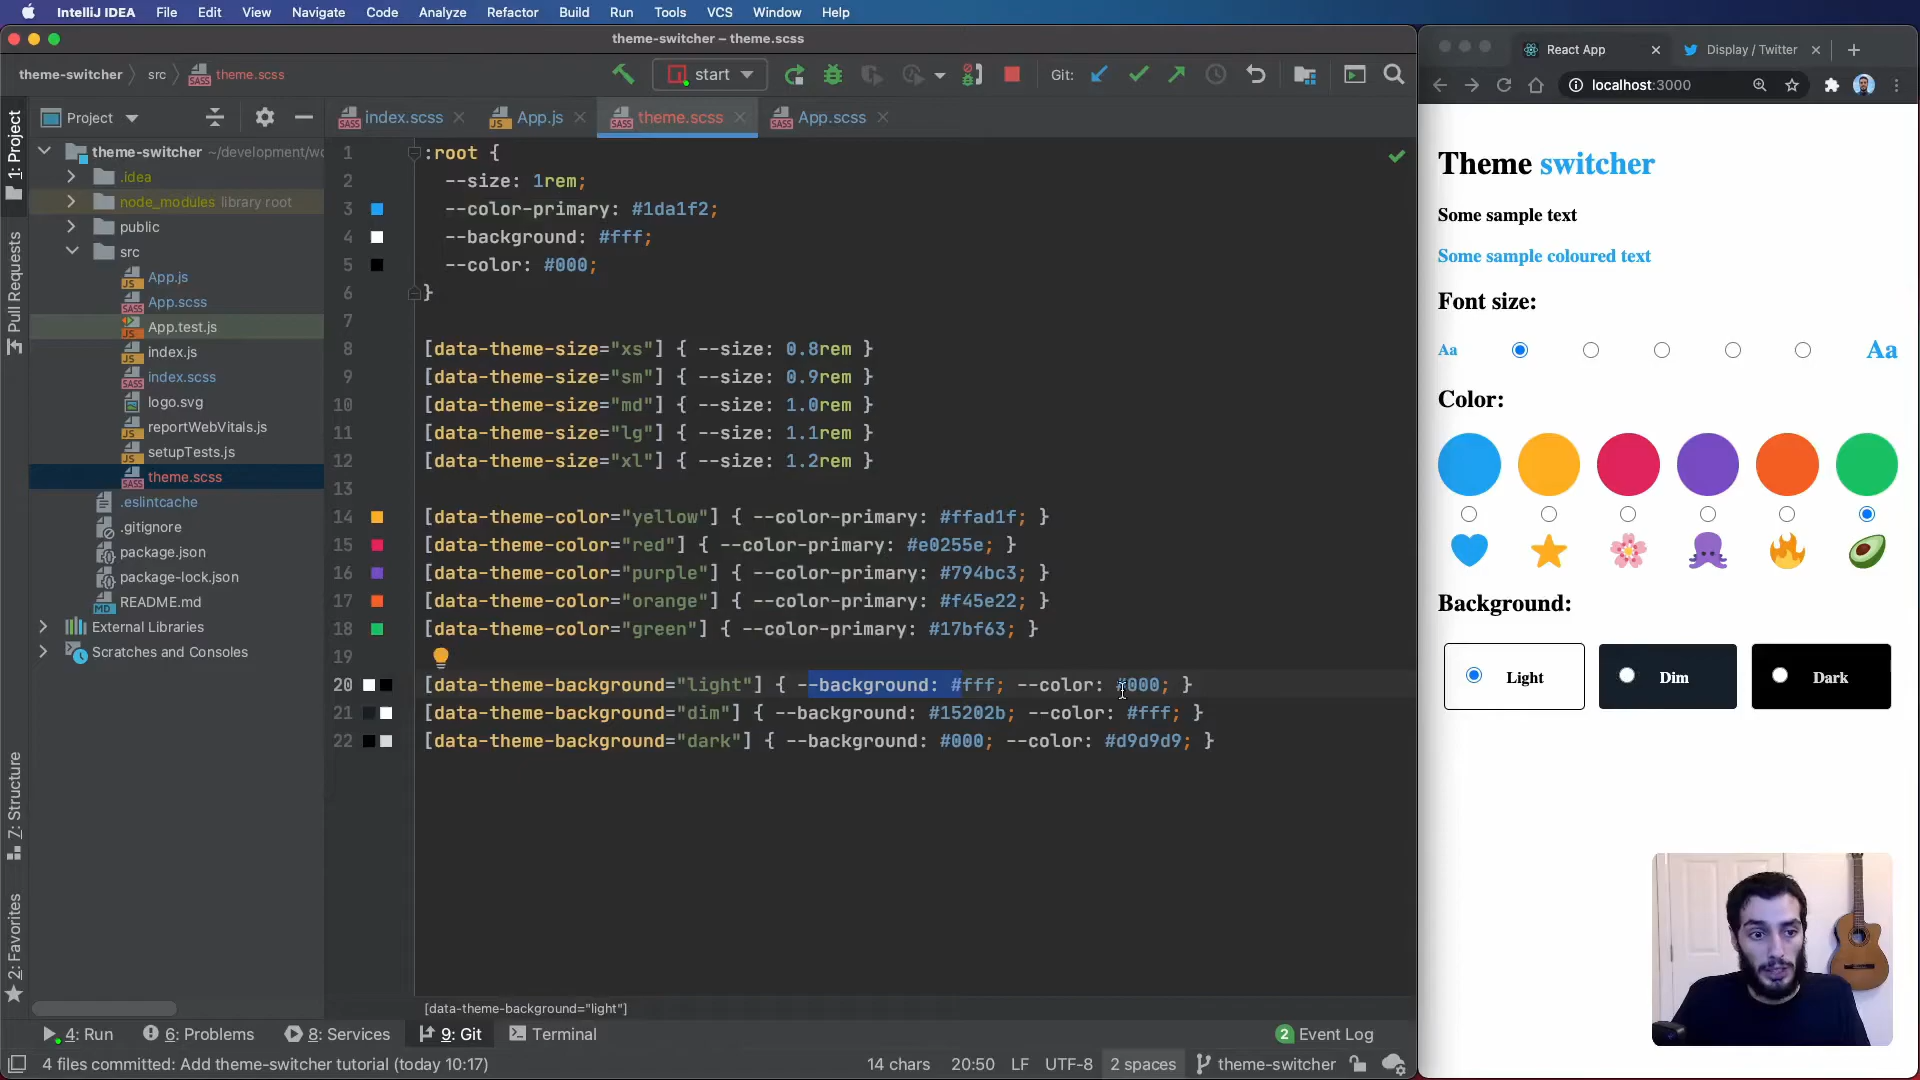 IntelliJ IDEA File Edit View Navigate Code Analyze Refactor Build Run Tools VCS Window Help
theme-switcher – theme.scss
theme-switcher src theme.scss
start
Git:
Project
index.scss App.js theme.scss App.scss
theme-switcher ~/development/wo
.idea
node_modules library root
public
src
App.js
App.scss
App.test.js
index.js
index.scss
logo.svg
reportWebVitals.js
setupTests.js
theme.scss
.eslintcache
.gitignore
package.json
package-lock.json
README.md
External Libraries
Scratches and Consoles
1: Project
Pull Requests
7: Structure
2: Favorites
1 :root {
2 --size: 1rem;
3 --color-primary: #1da1f2;
4 --background: #fff;
5 --color: #000;
6 }
7
8 [data-theme-size="xs"] { --size: 0.8rem }
9 [data-theme-size="sm"] { --size: 0.9rem }
10 [data-theme-size="md"] { --size: 1.0rem }
11 [data-theme-size="lg"] { --size: 1.1rem }
12 [data-theme-size="xl"] { --size: 1.2rem }
13
14 [data-theme-color="yellow"] { --color-primary: #ffad1f; }
15 [data-theme-color="red"] { --color-primary: #e0255e; }
16 [data-theme-color="purple"] { --color-primary: #794bc3; }
17 [data-theme-color="orange"] { --color-primary: #f45e22; }
18 [data-theme-color="green"] { --color-primary: #17bf63; }
19
20 [data-theme-background="light"] { --background: #fff; --color: #000; }
21 [data-theme-background="dim"] { --background: #15202b; --color: #fff; }
22 [data-theme-background="dark"] { --background: #000; --color: #d9d9d9; }
[data-theme-background="light"]
4: Run 6: Problems 8: Services 9: Git Terminal 2 Event Log
4 files committed: Add theme-switcher tutorial (today 10:17) 14 chars 20:50 LF UTF-8 2 spaces theme-switcher
React App Display / Twitter
localhost:3000
Theme switcher
Some sample text
Some sample coloured text
Font size:
Aa Aa
Color:
Background:
Light Dim Dark